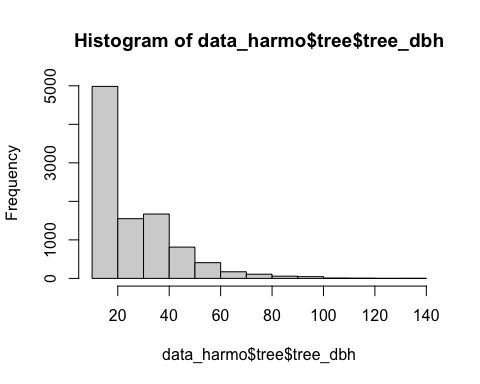 Histogram of data_harmo$tree$tree_dbh
Frequency
5000
3000
1000
0
20 40 60 80 100 120 140
data_harmo$tree$tree_dbh